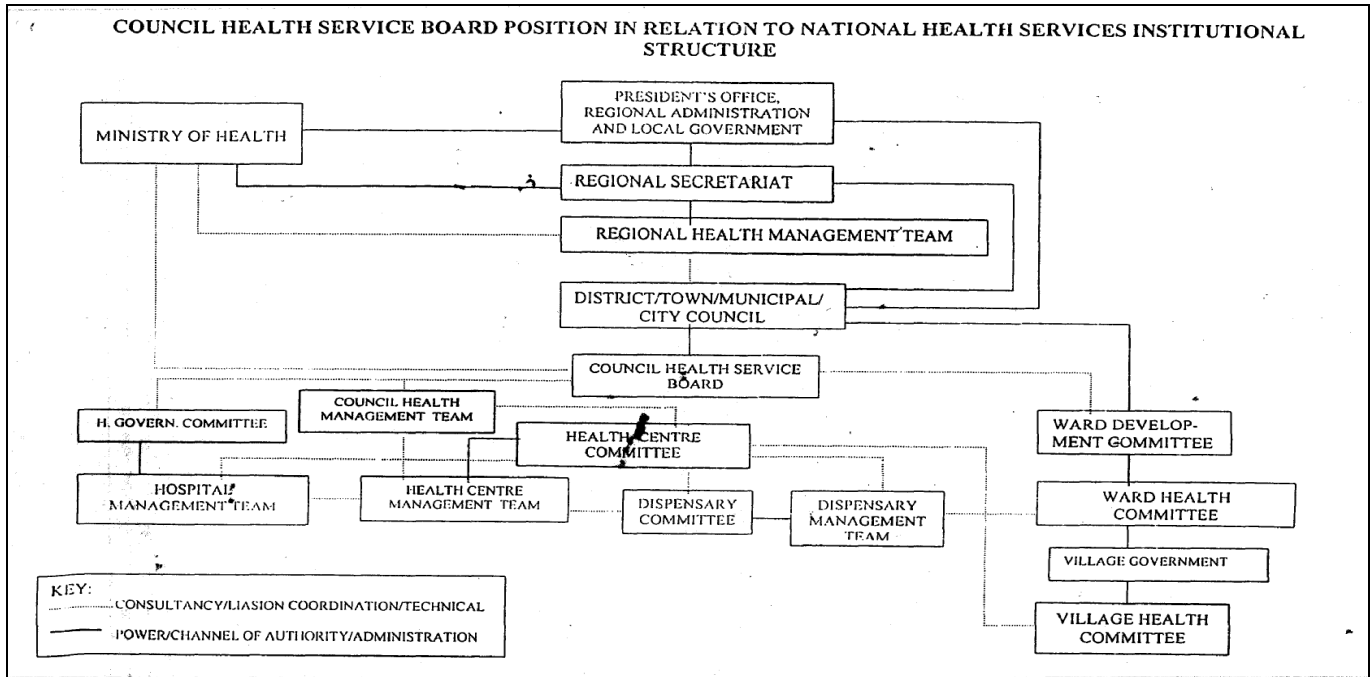 COUNCIL HEALTH SERVICE BOARD POSITION IN RELATION TO NATIONAL HEALTH SERVICES INSTITUTIONAL
STRUCTURE
PRESIDENT'S OFFICE,
REGIONAL ADMINISTRATION
AND LOCAL GOVERNMENT
MINISTRY OF HEALTH
REGIONAL SECRETARIAT
REGIONAL HEALTH MANAGEMENT TEAM
DISTRICT/TOWN/MUNICIPAL/
CITY COUNCIL
COUNCIL HEALTH SERVICE
BOARD
COUNCIL HEALTH
MANAGEMENT TEAM
H. GOVERN. COMMITTEE
HEALTH CENTRE
COMMITTEE
WARD DEVELOP-
MENT COMMITTEE
HOSPITAL
MANAGEMENT TEAM
HEALTH CENTRE
MANAGEMENT TEAM
DISPENSARY
COMMITTEE
DISPENSARY
MANAGEMENT
TEAM
WARD HEALTH
COMMITTEE
VILLAGE GOVERNMENT
VILLAGE HEALTH
COMMITTEE
KEY:
CONSULTANCY/LIASION COORDINATION/TECHNICAL
POWER/CHANNEL OF AUTHORITY/ADMINISTRATION